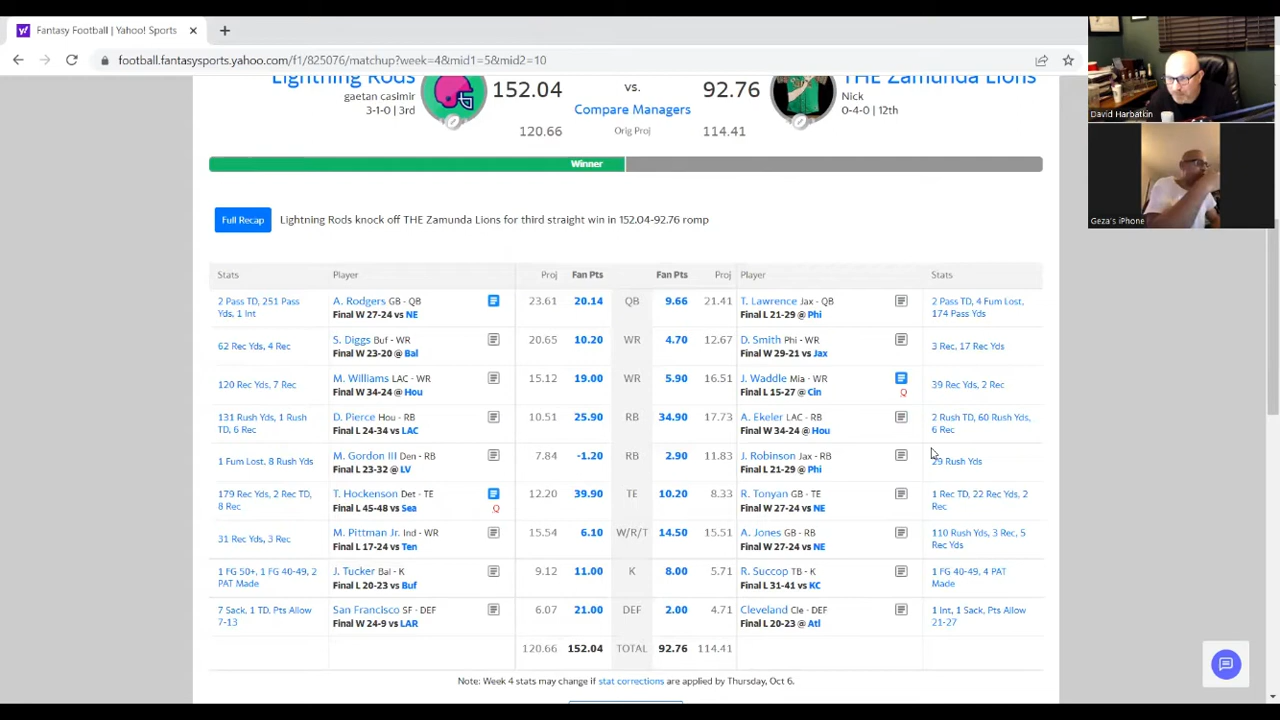 Fantasy Football | Yahoo! Sports
football.fantasysports.yahoo.com/f1/825076/matchup?week=4&mid1=5&mid2=10
Lightning Rods
gaetan casimir
3-1-0 | 3rd
152.04
120.66
vs.
Compare Managers
Orig Proj
92.76
114.41
THE Zamunda Lions
Nick
0-4-0 | 12th
Winner
Full Recap
Lightning Rods knock off THE Zamunda Lions for third straight win in 152.04-92.76 romp
Stats Player Proj Fan Pts Fan Pts Proj Player Stats
2 Pass TD, 251 Pass
Yds, 1 Int
A. Rodgers GB - QB
Final W 27-24 vs NE
23.61 20.14 QB 9.66 21.41
T. Lawrence Jax - QB
Final L 21-29 @ Phi
2 Pass TD, 4 Fum Lost,
174 Pass Yds
62 Rec Yds, 4 Rec
S. Diggs Buf - WR
Final W 23-20 @ Bal
20.65 10.20 WR 4.70 12.67
D. Smith Phi - WR
Final W 29-21 vs Jax
3 Rec, 17 Rec Yds
120 Rec Yds, 7 Rec
M. Williams LAC - WR
Final W 34-24 @ Hou
15.12 19.00 WR 5.90 16.51
J. Waddle Mia - WR
Final L 15-27 @ Cin
Q
39 Rec Yds, 2 Rec
131 Rush Yds, 1 Rush
TD, 6 Rec
D. Pierce Hou - RB
Final L 24-34 vs LAC
10.51 25.90 RB 34.90 17.73
A. Ekeler LAC - RB
Final W 34-24 @ Hou
2 Rush TD, 60 Rush Yds,
6 Rec
1 Fum Lost, 8 Rush Yds
M. Gordon III Den - RB
Final L 23-32 @ LV
7.84 -1.20 RB 2.90 11.83
J. Robinson Jax - RB
Final L 21-29 @ Phi
29 Rush Yds
179 Rec Yds, 2 Rec TD,
8 Rec
T. Hockenson Det - TE
Final L 45-48 vs Sea
Q
12.20 39.90 TE 10.20 8.33
R. Tonyan GB - TE
Final W 27-24 vs NE
1 Rec TD, 22 Rec Yds, 2
Rec
31 Rec Yds, 3 Rec
M. Pittman Jr. Ind - WR
Final L 17-24 vs Ten
15.54 6.10 W/R/T 14.50 15.51
A. Jones GB - RB
Final W 27-24 vs NE
110 Rush Yds, 3 Rec, 5
Rec Yds
1 FG 50+, 1 FG 40-49, 2
PAT Made
J. Tucker Bal - K
Final L 20-23 vs Buf
9.12 11.00 K 8.00 5.71
R. Succop TB - K
Final L 31-41 vs KC
1 FG 40-49, 4 PAT
Made
7 Sack, 1 TD, Pts Allow
7-13
San Francisco SF - DEF
Final W 24-9 vs LAR
6.07 21.00 DEF 2.00 4.71
Cleveland Cle - DEF
Final L 20-23 @ Atl
1 Int, 1 Sack, Pts Allow
21-27
120.66 152.04 TOTAL 92.76 114.41
Note: Week 4 stats may change if stat corrections are applied by Thursday, Oct 6.
David Harbatkin
Geza's iPhone